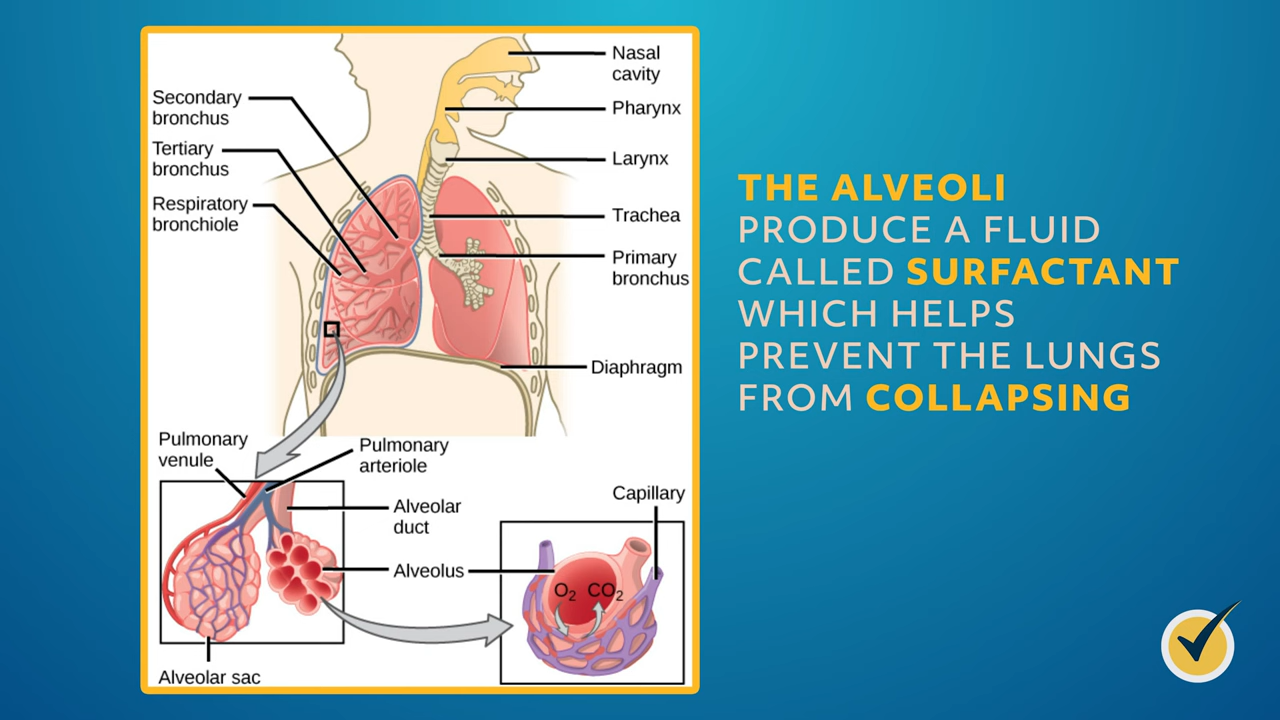 Nasal
cavity
Pharynx
Larynx
Trachea
Primary
bronchus
Diaphragm
Secondary
bronchus
Tertiary
bronchus
Respiratory
bronchiole
Pulmonary
venule
Pulmonary
arteriole
Alveolar
duct
Alveolus
Alveolar sac
Capillary
O₂ CO₂
THE ALVEOLI
PRODUCE A FLUID
CALLED SURFACTANT
WHICH HELPS
PREVENT THE LUNGS
FROM COLLAPSING